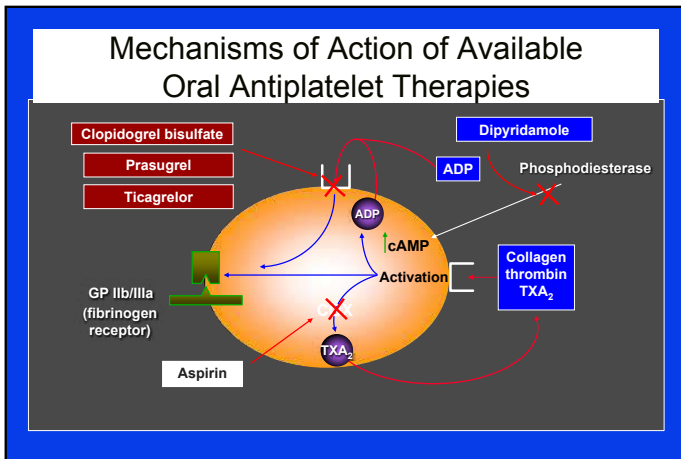 Mechanisms of Action of Available
Oral Antiplatelet Therapies
Clopidogrel bisulfate
Prasugrel
Ticagrelor
Dipyridamole
ADP
Phosphodiesterase
ADP
cAMP
Activation
Collagen
thrombin
TXA₂
GP IIb/IIIa
(fibrinogen
receptor)
COX
TXA₂
Aspirin